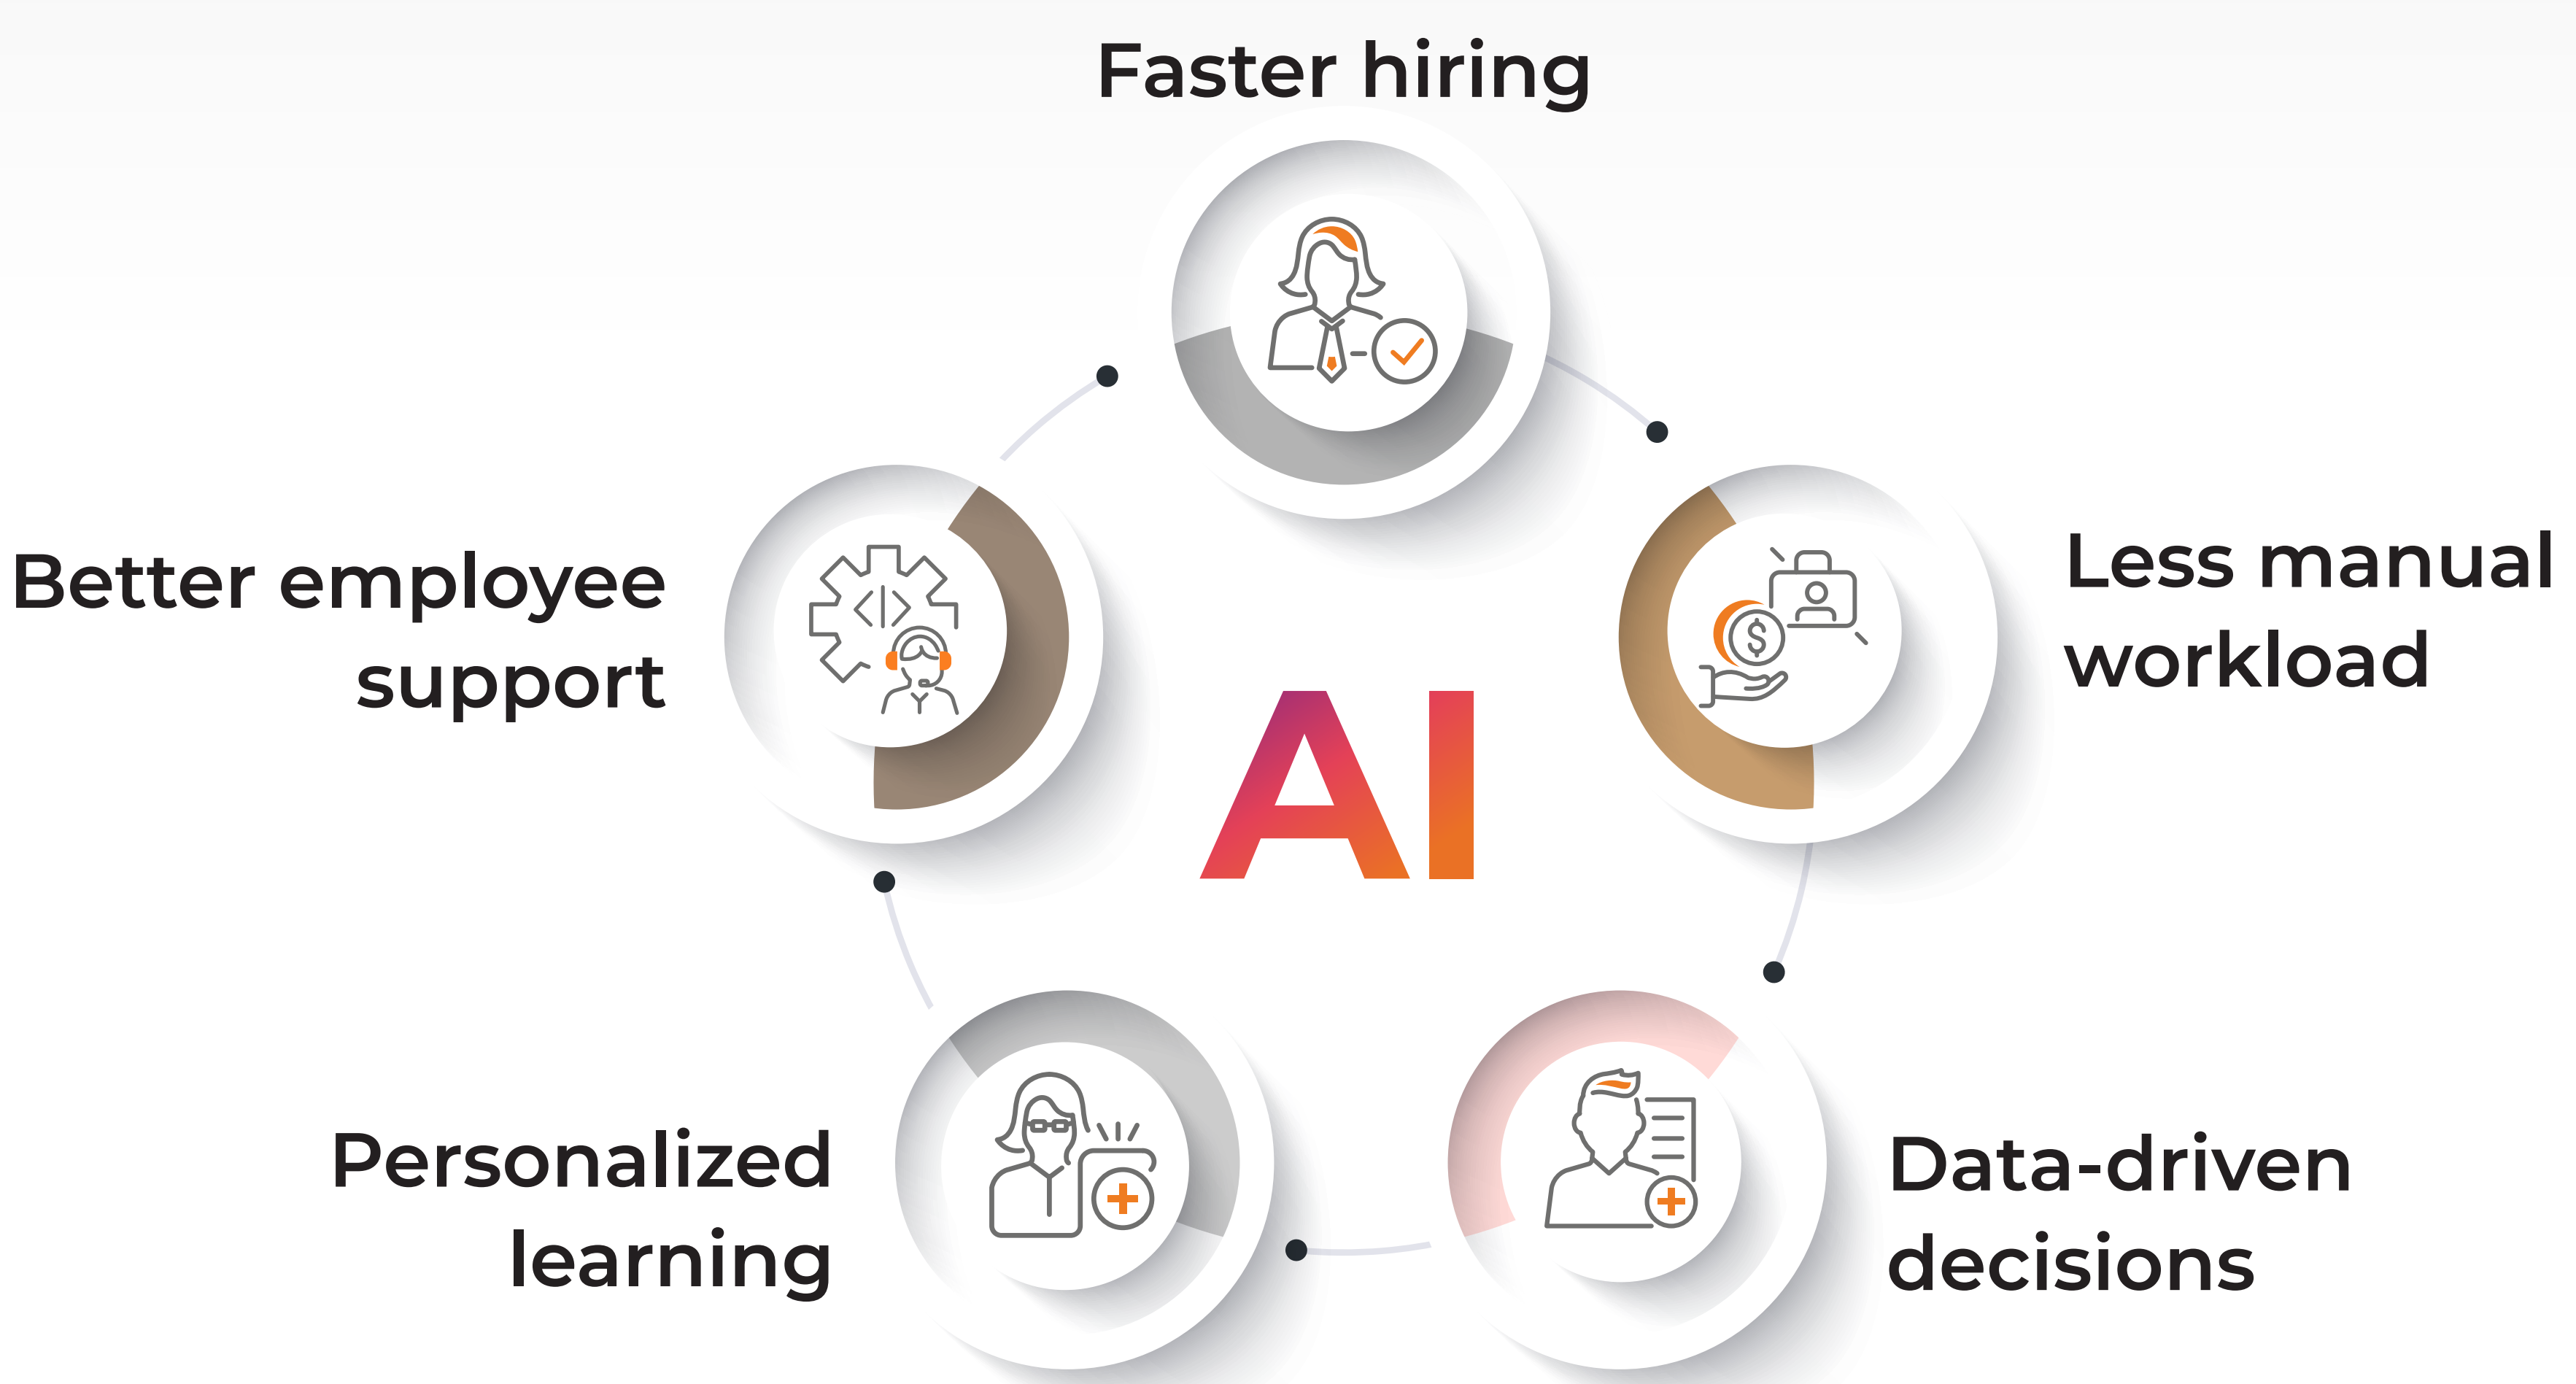 Faster hiring
Less manual
workload
Data-driven
decisions
Personalized
learning
Better employee
support
AI